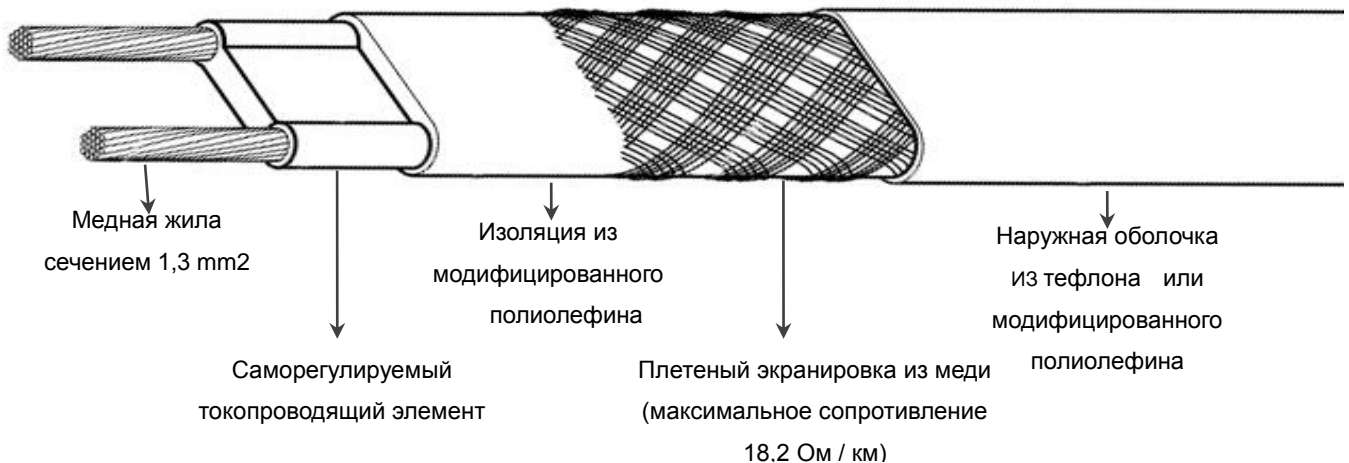 Медная жила
сечением 1,3 mm2
Изоляция из
модифицированного
полиолефина
Наружная оболочка
из тефлона или
модифицированного
полиолефина
Саморегулируемый
токопроводящий элемент
Плетеный экранировка из меди
(максимальное сопротивление
18,2 Ом / км)